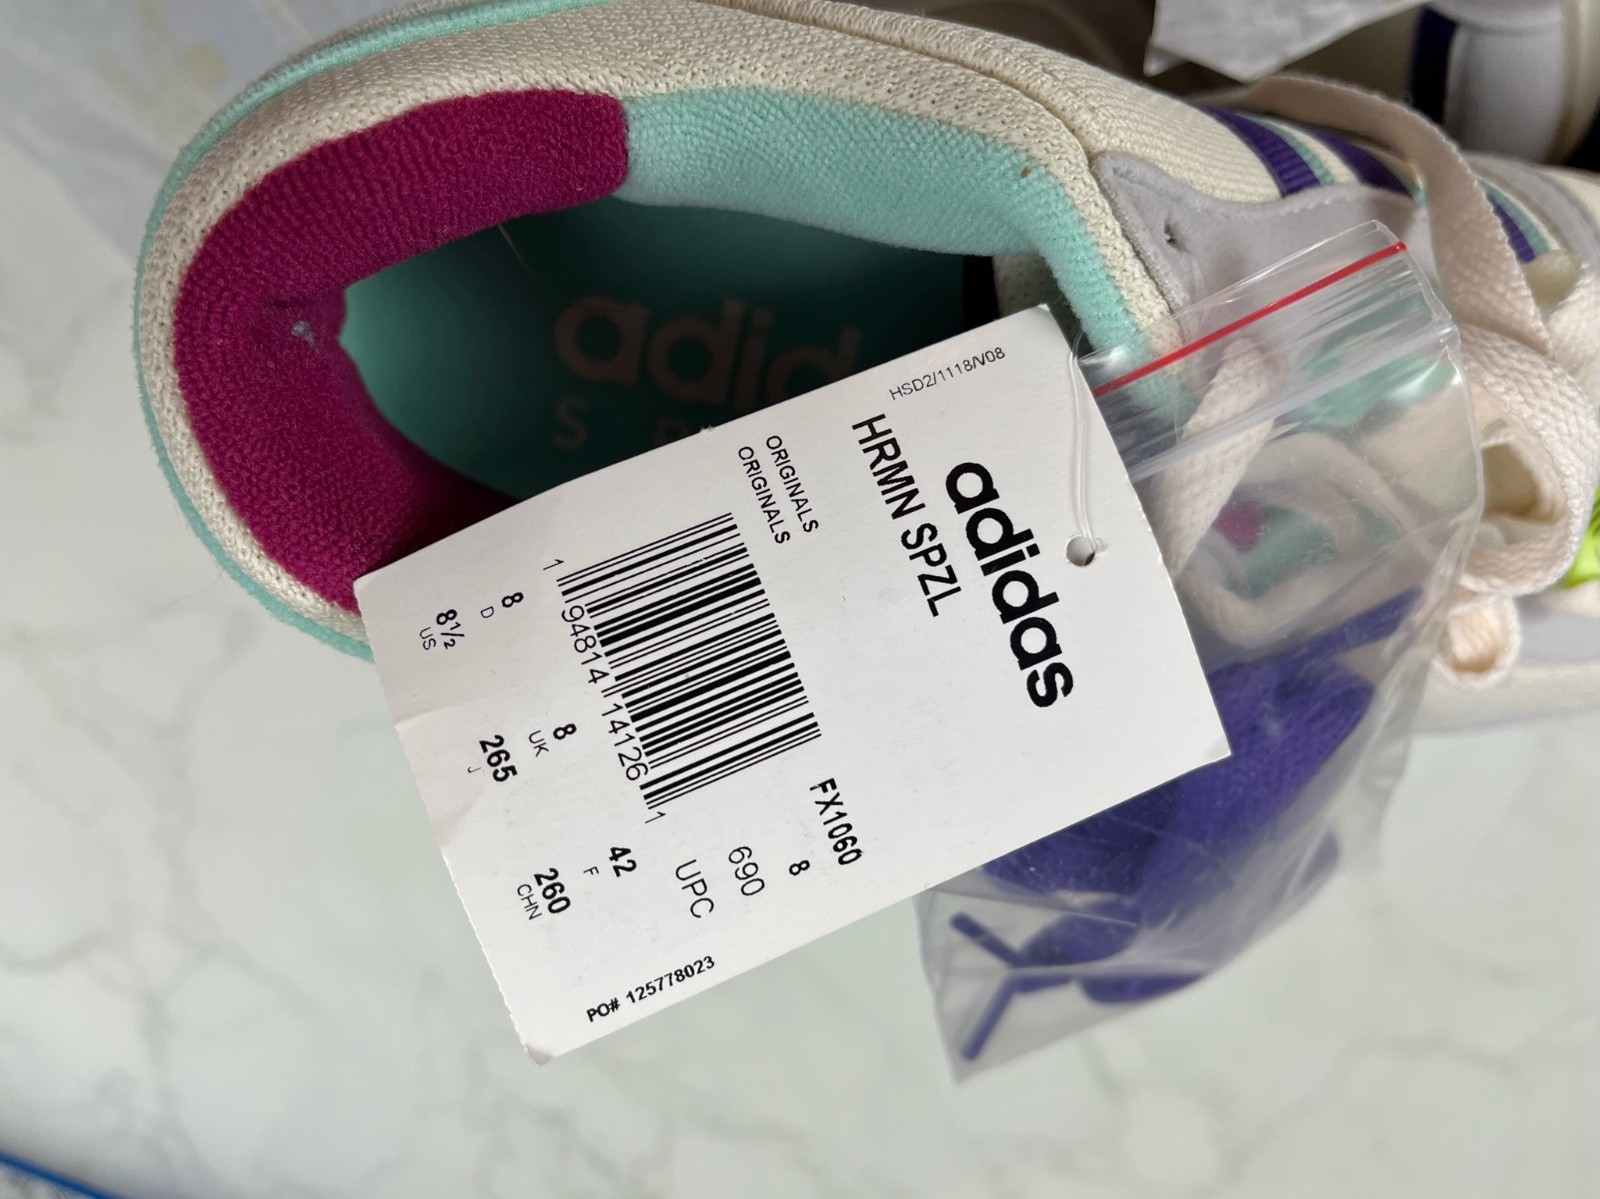 adidas
S P
HSD2/1118/V08
adidas
HRMN SPZL
ORIGINALS
ORIGINALS
FX1060
8
690
UPC
1 94814 14126 1
8 D
8 UK
42 F
8½ US
265 J
260 CHN
PO# 125778023